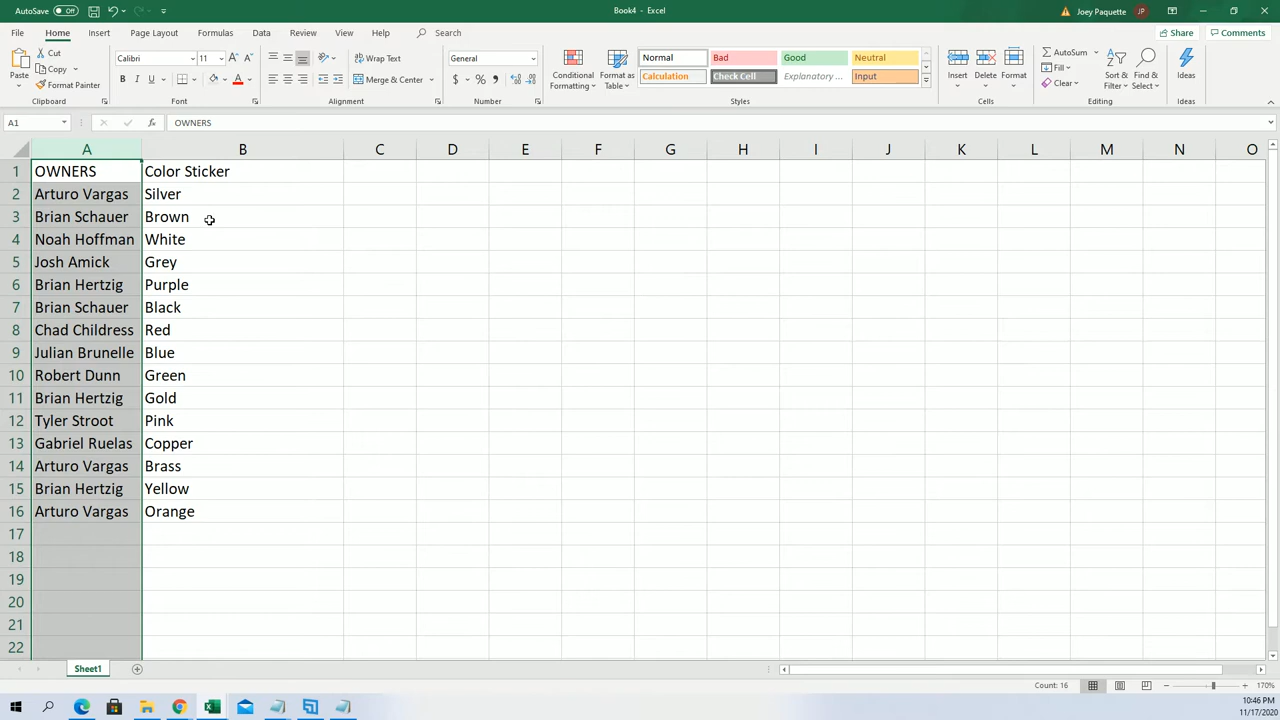 AutoSave Off Book4 - Excel Joey Paquette JP
File Home Insert Page Layout Formulas Data Review View Help Search Share Comments
Paste Cut Copy Format Painter Clipboard
Calibri 11 A A B I U A Font
Wrap Text Merge & Center Alignment
General $ % Number
Conditional Formatting Format as Table Normal Bad Good Neutral Calculation Check Cell Explanatory ... Input Styles
Insert Delete Format Cells
AutoSum Fill Clear Sort & Filter Find & Select Editing
Ideas Ideas
A1 fx OWNERS
A B C D E F G H I J K L M N O
1 OWNERS Color Sticker
2 Arturo Vargas Silver
3 Brian Schauer Brown
4 Noah Hoffman White
5 Josh Amick Grey
6 Brian Hertzig Purple
7 Brian Schauer Black
8 Chad Childress Red
9 Julian Brunelle Blue
10 Robert Dunn Green
11 Brian Hertzig Gold
12 Tyler Stroot Pink
13 Gabriel Ruelas Copper
14 Arturo Vargas Brass
15 Brian Hertzig Yellow
16 Arturo Vargas Orange
17
18
19
20
21
22
Sheet1
Count: 16 170%
10:46 PM
11/17/2020